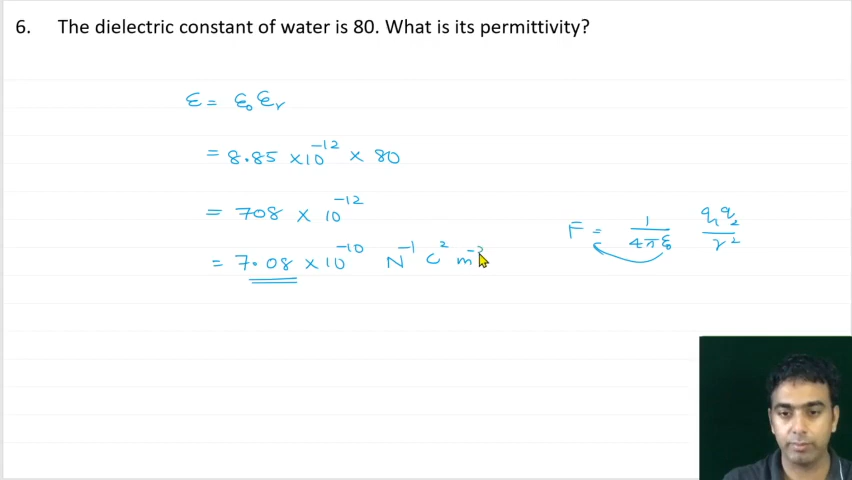 6. The dielectric constant of water is 80. What is its permittivity?
ε = ε₀ εᵣ
= 8.85 × 10⁻¹² × 80
= 708 × 10⁻¹²
= 7.08 × 10⁻¹⁰ N⁻¹ C² m⁻²
F = 1/4πε₀ q₁q₂/r²